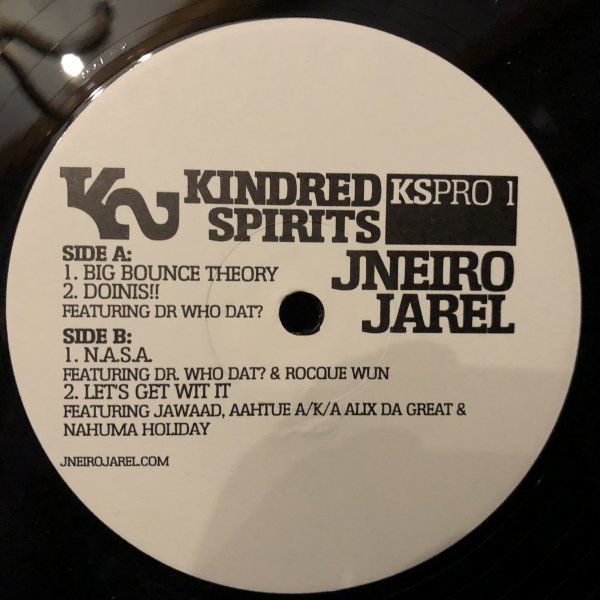 KS
KINDRED
SPIRITS
KSPRO 1
JNEIRO
JAREL
SIDE A:
1. BIG BOUNCE THEORY
2. DOINIS!!
FEATURING DR WHO DAT?
SIDE B:
1. N.A.S.A.
FEATURING DR. WHO DAT? & ROCQUE WUN
2. LET'S GET WIT IT
FEATURING JAWAAD, AAHTUE A/K/A ALIX DA GREAT &
NAHUMA HOLIDAY
JNEIROJAREL.COM